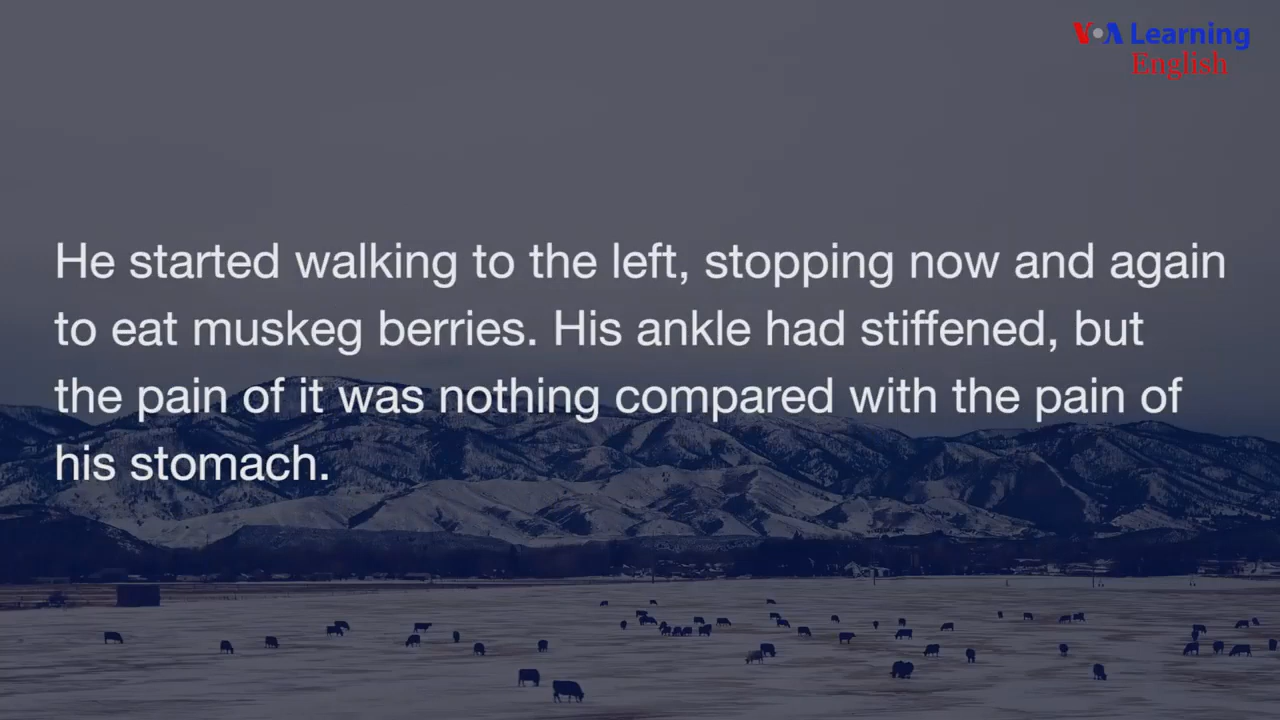 VOA Learning
English
He started walking to the left, stopping now and again
to eat muskeg berries. His ankle had stiffened, but
the pain of it was nothing compared with the pain of
his stomach.